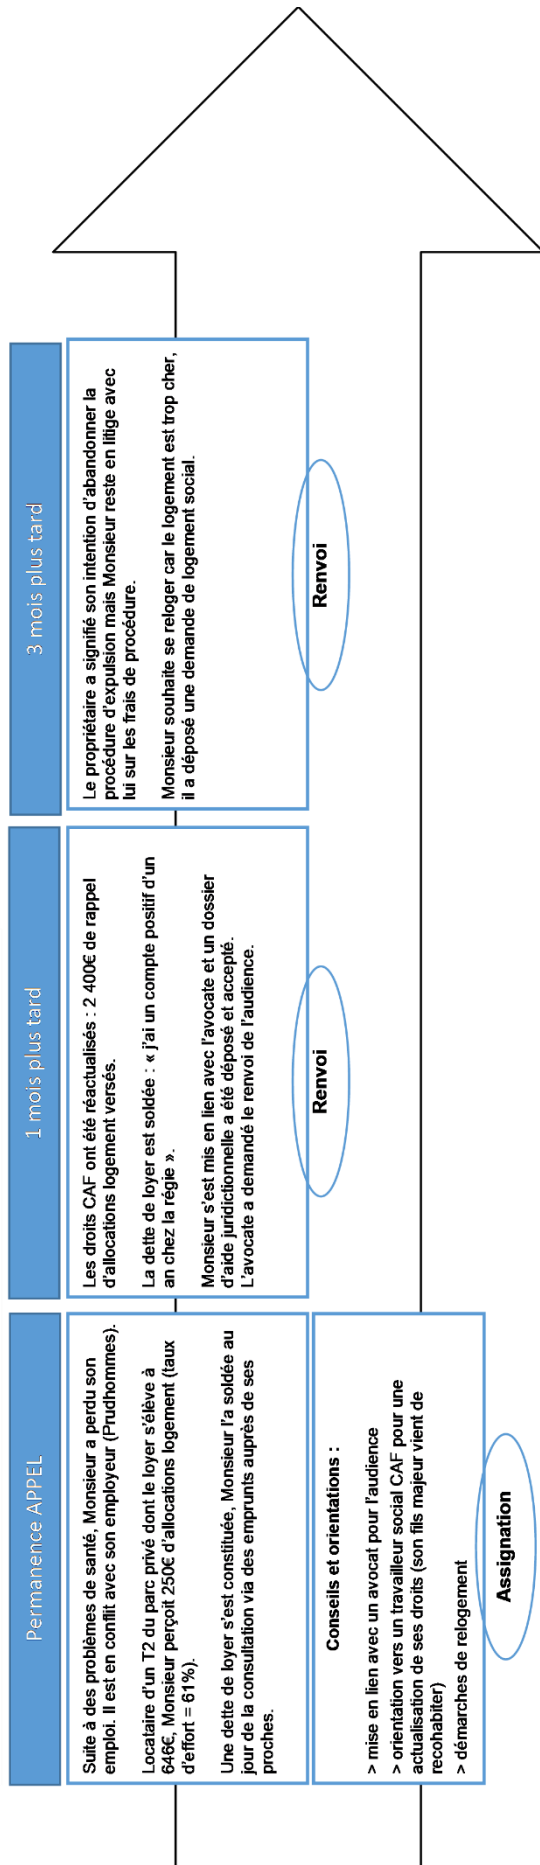 Permanence APPEL
Suite à des problèmes de santé, Monsieur a perdu son
emploi. Il est en conflit avec son employeur (Prudhommes).
Locataire d'un T2 du parc privé dont le loyer s'élève à
646€, Monsieur perçoit 250€ d'allocations logement (taux
d'effort = 61%).
Une dette de loyer s'est constituée, Monsieur l'a soldée au
jour de la consultation via des emprunts auprès de ses
proches.
Conseils et orientations :
> mise en lien avec un avocat pour l'audience
> orientation vers un travailleur social CAF pour une
actualisation de ses droits (son fils majeur vient de
recohabiter)
> démarches de relogement
Assignation
1 mois plus tard
Les droits CAF ont été réactualisés : 2 400€ de rappel
d'allocations logement versés.
La dette de loyer est soldée : « j'ai un compte positif d'un
an chez la régie ».
Monsieur s'est mis en lien avec l'avocate et un dossier
d'aide juridictionnelle a été déposé et accepté.
L'avocate a demandé le renvoi de l'audience.
Renvoi
3 mois plus tard
Le propriétaire a signifié son intention d'abandonner la
procédure d'expulsion mais Monsieur reste en litige avec
lui sur les frais de procédure.
Monsieur souhaite se reloger car le logement est trop cher,
il a déposé une demande de logement social.
Renvoi